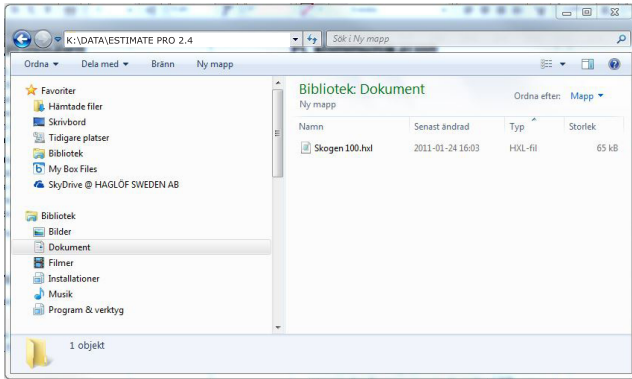 K:\DATA\ESTIMATE PRO 2.4
Sök i Ny mapp
Ordna Dela med Bränn Ny mapp
Favoriter
Hämtade filer
Skrivbord
Tidigare platser
Bibliotek
My Box Files
SkyDrive @ HAGLÖF SWEDEN AB
Bibliotek
Bilder
Dokument
Filmer
Installationer
Musik
Program & verktyg
Bibliotek: Dokument
Ny mapp
Ordna efter: Mapp
Namn Senast ändrad Typ Storlek
Skogen 100.hxl 2011-01-24 16:03 HXL-fil 65 kB
1 objekt